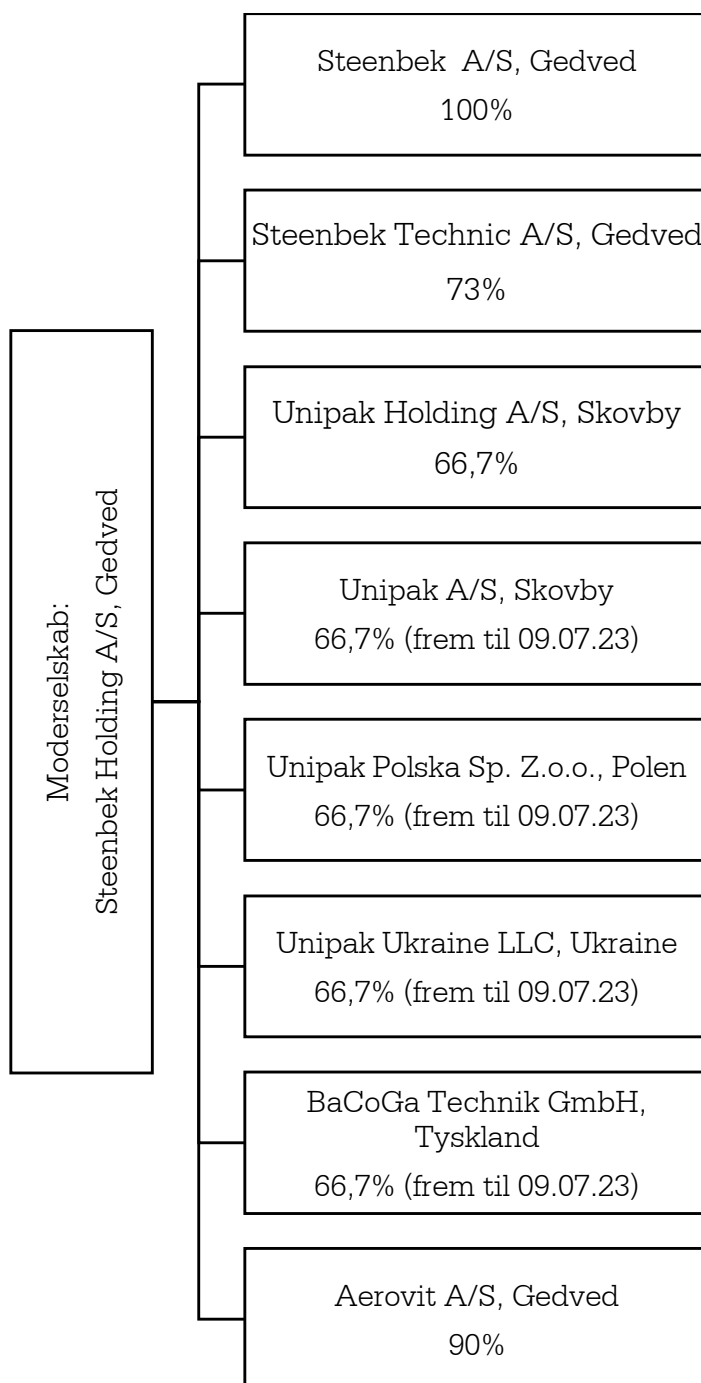 Moderselskab:
Steenbek Holding A/S, Gedved
Steenbek A/S, Gedved
100%
Steenbek Technic A/S, Gedved
73%
Unipak Holding A/S, Skovby
66,7%
Unipak A/S, Skovby
66,7% (frem til 09.07.23)
Unipak Polska Sp. Z.o.o., Polen
66,7% (frem til 09.07.23)
Unipak Ukraine LLC, Ukraine
66,7% (frem til 09.07.23)
BaCoGa Technik GmbH,
Tyskland
66,7% (frem til 09.07.23)
Aerovit A/S, Gedved
90%